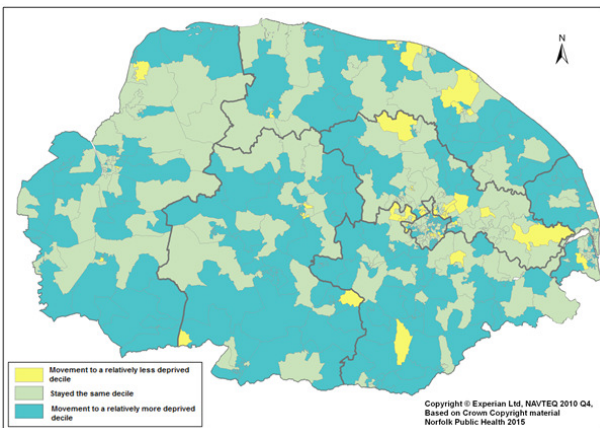 N
Movement to a relatively less deprived
decile
Stayed the same decile
Movement to a relatively more deprived
decile
Copyright © Experian Ltd, NAVTEQ 2010 Q4,
Based on Crown Copyright material
Norfolk Public Health 2015